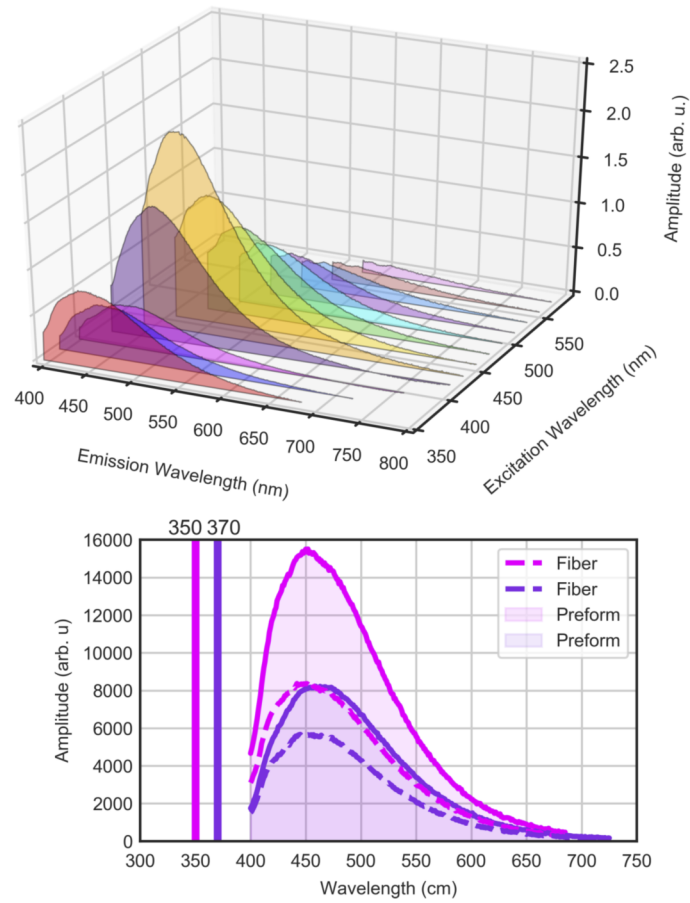 2.5
2.0
1.5
1.0
0.5
0.0
Amplitude (arb. u.)
400 450 500 550 600 650 700 750 800
Emission Wavelength (nm)
350 400 450 500 550
Excitation Wavelength (nm)
350 370
16000
14000
12000
10000
8000
6000
4000
2000
0
Amplitude (arb. u)
Fiber
Fiber
Preform
Preform
300 350 400 450 500 550 600 650 700 750
Wavelength (cm)